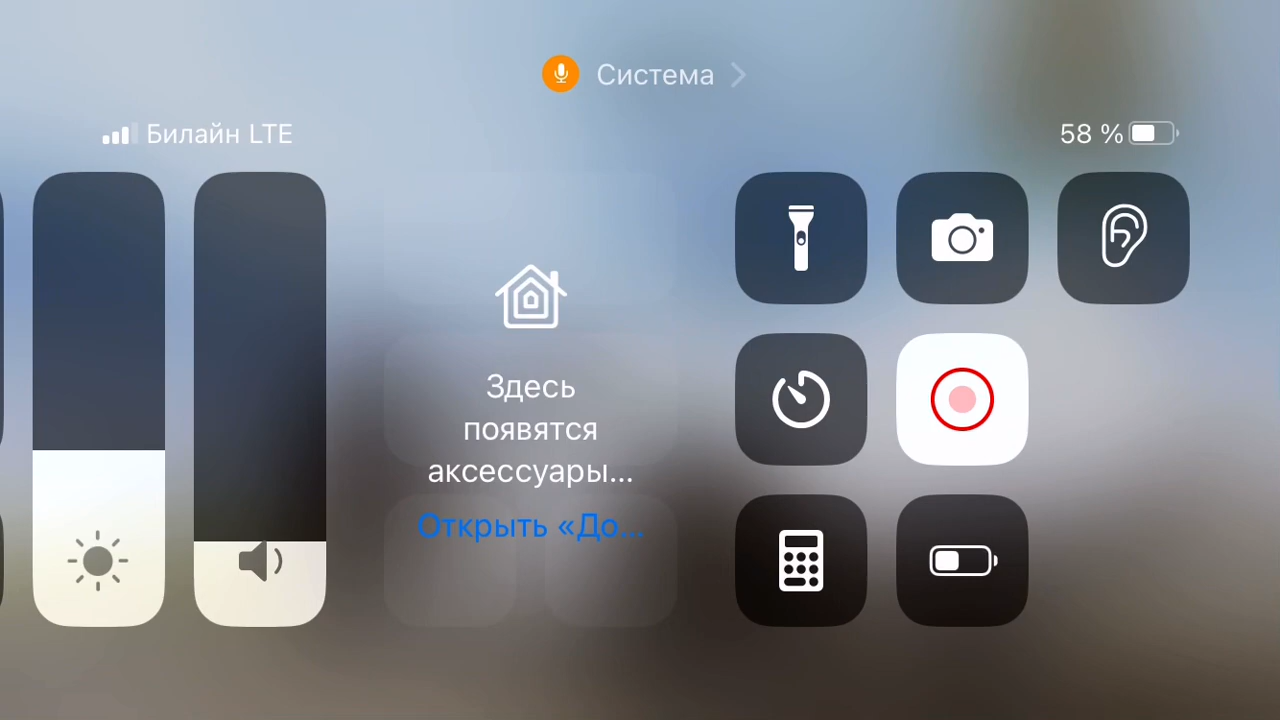 Система
Билайн LTE
58 %
Здесь
появятся
аксессуары...
Открыть «До...